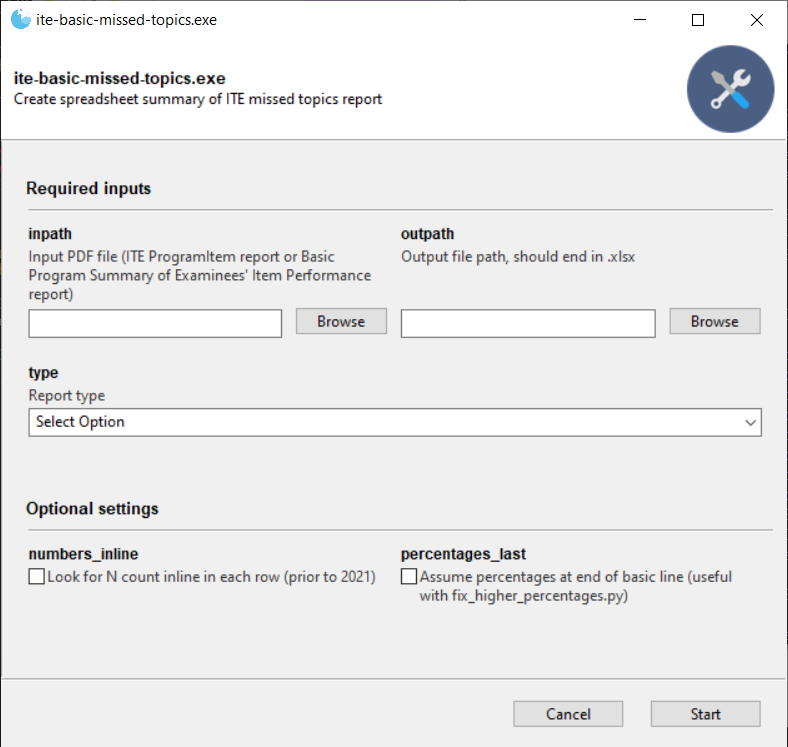 ite-basic-missed-topics.exe
ite-basic-missed-topics.exe
Create spreadsheet summary of ITE missed topics report
Required inputs
inpath
Input PDF file (ITE ProgramItem report or Basic
Program Summary of Examinees' Item Performance
report)
Browse
outpath
Output file path, should end in .xlsx
Browse
type
Report type
Select Option
Optional settings
numbers_inline
Look for N count inline in each row (prior to 2021)
percentages_last
Assume percentages at end of basic line (useful
with fix_higher_percentages.py)
Cancel
Start